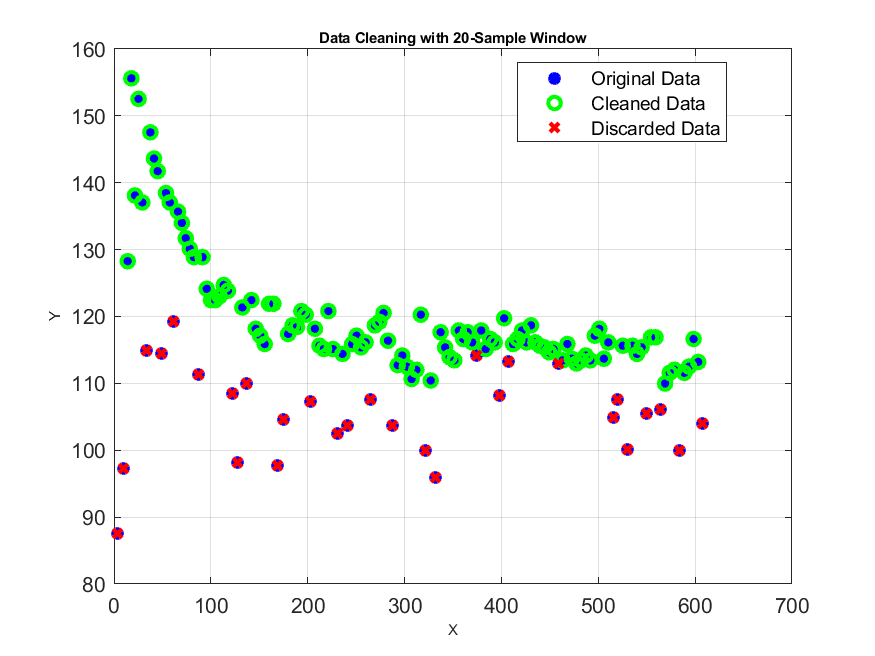 Data Cleaning with 20-Sample Window
160
150
140
130
120
110
100
90
80
Y
Original Data
Cleaned Data
Discarded Data
0 100 200 300 400 500 600 700
X